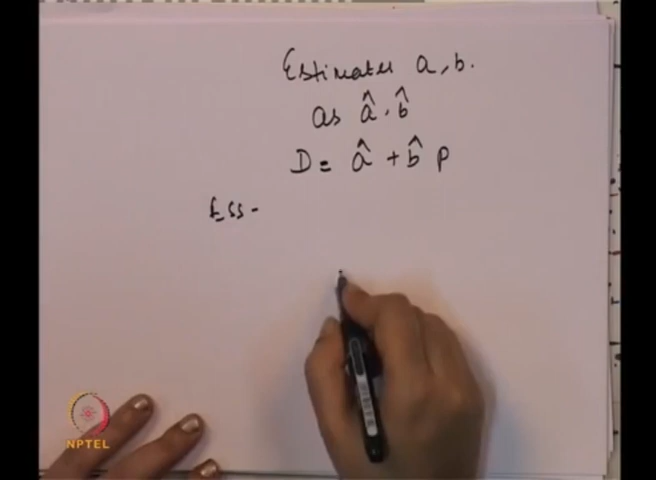 Estimates a, b.
as â, b̂
D = â + b̂ p
ESS -
NPTEL